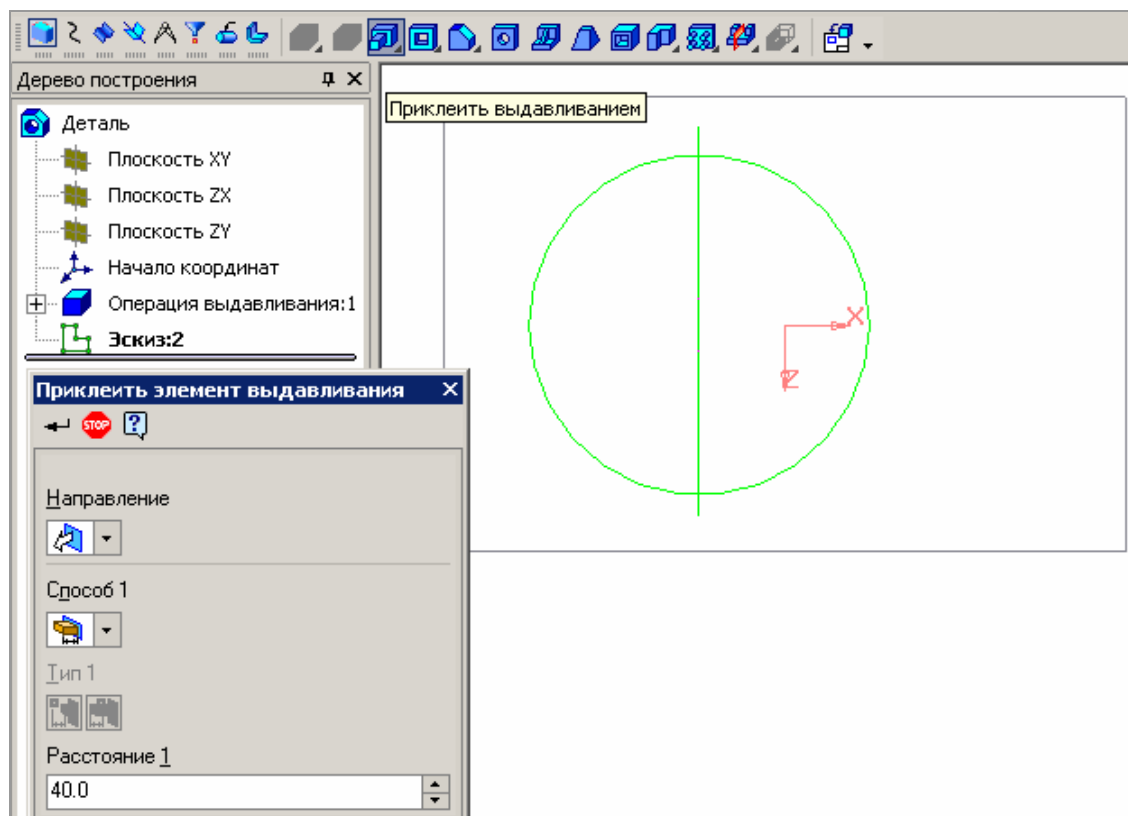 Дерево построения
Приклеить выдавливанием
Деталь
Плоскость XY
Плоскость ZX
Плоскость ZY
Начало координат
Операция выдавливания:1
Эскиз:2
Приклеить элемент выдавливания
STOP
?
Направление
Способ 1
Тип 1
Расстояние 1
40.0
X
Z